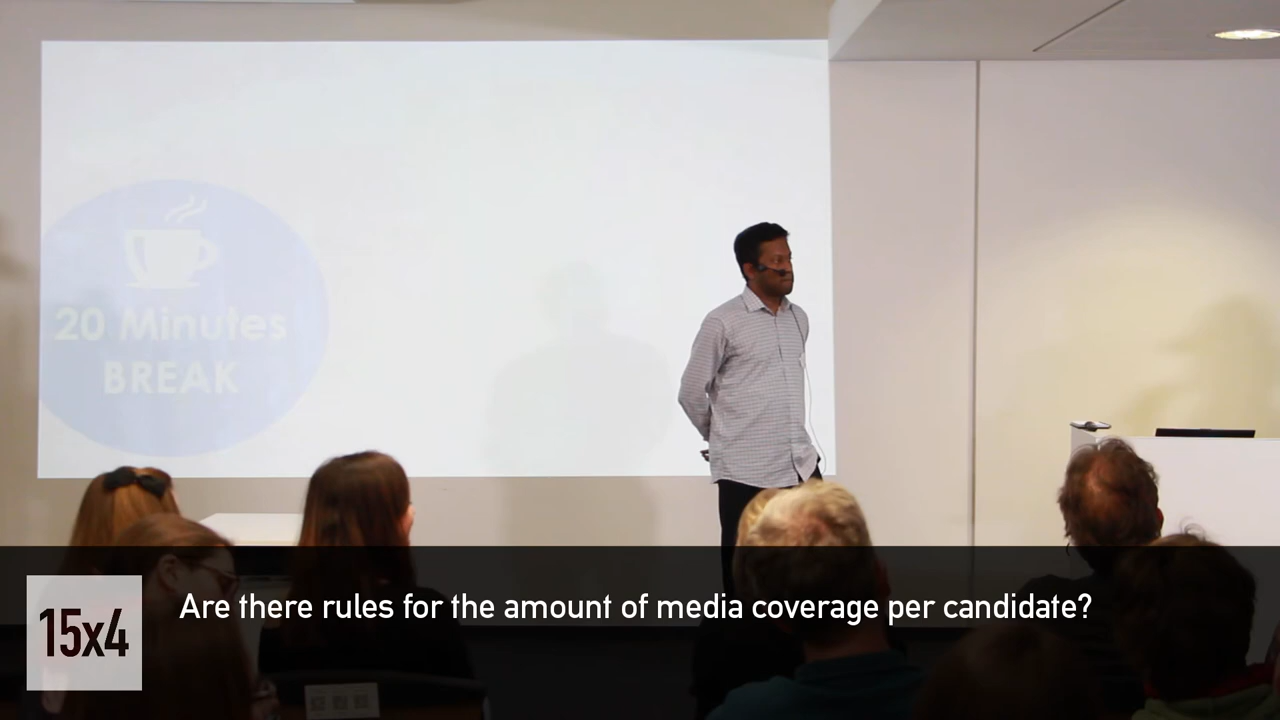 20 Minutes
BREAK
15x4
Are there rules for the amount of media coverage per candidate?